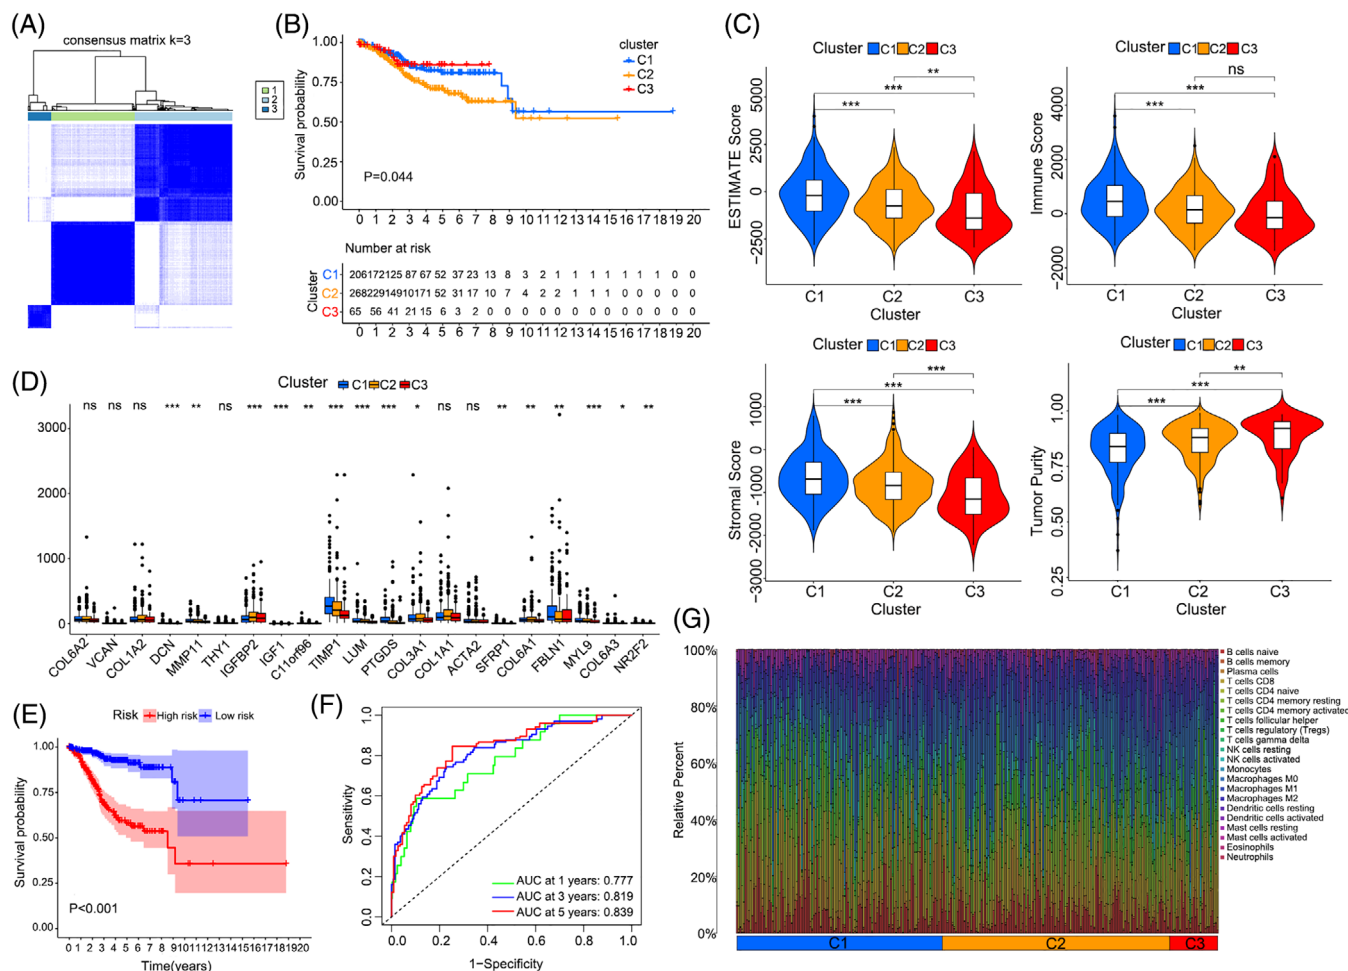 (A)
consensus matrix k=3
1
2
3
(B)
cluster
C1
C2
C3
Survival probability
1.00
0.75
0.50
0.25
0.00
P=0.044
0 1 2 3 4 5 6 7 8 9 10 11 12 13 14 15 16 17 18 19 20
Number at risk
Cluster
C1 206 172 125 87 67 52 37 23 13 8 3 2 1 1 1 1 1 1 1 0 0
C2 268 229 149 101 71 52 31 17 10 7 4 2 2 1 1 1 0 0 0 0 0
C3 65 56 41 21 15 6 3 2 0 0 0 0 0 0 0 0 0 0 0 0 0
0 1 2 3 4 5 6 7 8 9 10 11 12 13 14 15 16 17 18 19 20
(C)
Cluster C1 C2 C3
**
***
***
ESTIMATE Score
5000
2500
0
−2500
C1 C2 C3
Cluster
Cluster C1 C2 C3
ns
***
***
Immune Score
4000
2000
0
−2000
C1 C2 C3
Cluster
Cluster C1 C2 C3
***
***
***
Stromal Score
1000
0
−1000
−2000
−3000
C1 C2 C3
Cluster
Cluster C1 C2 C3
**
***
***
Tumor Purity
1.00
0.75
0.50
0.25
C1 C2 C3
Cluster
(D)
Cluster C1 C2 C3
ns ns ns *** ** ns *** *** ** *** *** *** * ns ns ** ** ** *** * **
3000
2000
1000
0
COL6A2 VCAN COL1A2 DCN MMP11 THY1 IGFBP2 IGF1 C11orf96 TIMP1 LUM PTGDS COL3A1 COL1A1 ACTA2 SFRP1 COL6A1 FBLN1 MYL9 COL6A3 NR2F2
(E)
Risk High risk Low risk
Survival probability
1.00
0.75
0.50
0.25
0.00
P<0.001
0 1 2 3 4 5 6 7 8 9 10 11 12 13 14 15 16 17 18 19 20
Time(years)
(F)
Sensitivity
1.0
0.8
0.6
0.4
0.2
0.0
AUC at 1 years: 0.777
AUC at 3 years: 0.819
AUC at 5 years: 0.839
0.0 0.2 0.4 0.6 0.8 1.0
1−Specificity
(G)
Relative Percent
100%
80%
60%
40%
20%
0%
C1 C2 C3
B cells naive
B cells memory
Plasma cells
T cells CD8
T cells CD4 naive
T cells CD4 memory resting
T cells CD4 memory activated
T cells follicular helper
T cells regulatory (Tregs)
T cells gamma delta
NK cells resting
NK cells activated
Monocytes
Macrophages M0
Macrophages M1
Macrophages M2
Dendritic cells resting
Dendritic cells activated
Mast cells resting
Mast cells activated
Eosinophils
Neutrophils